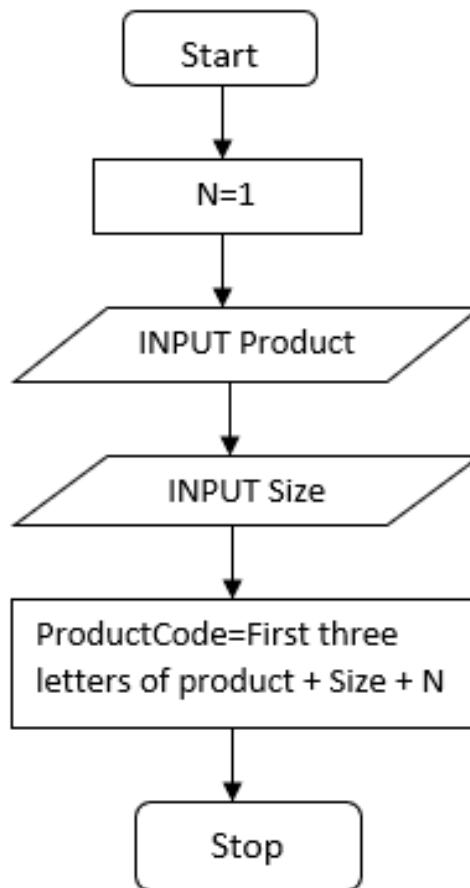 Start
N=1
INPUT Product
INPUT Size
ProductCode=First three
letters of product + Size + N
Stop